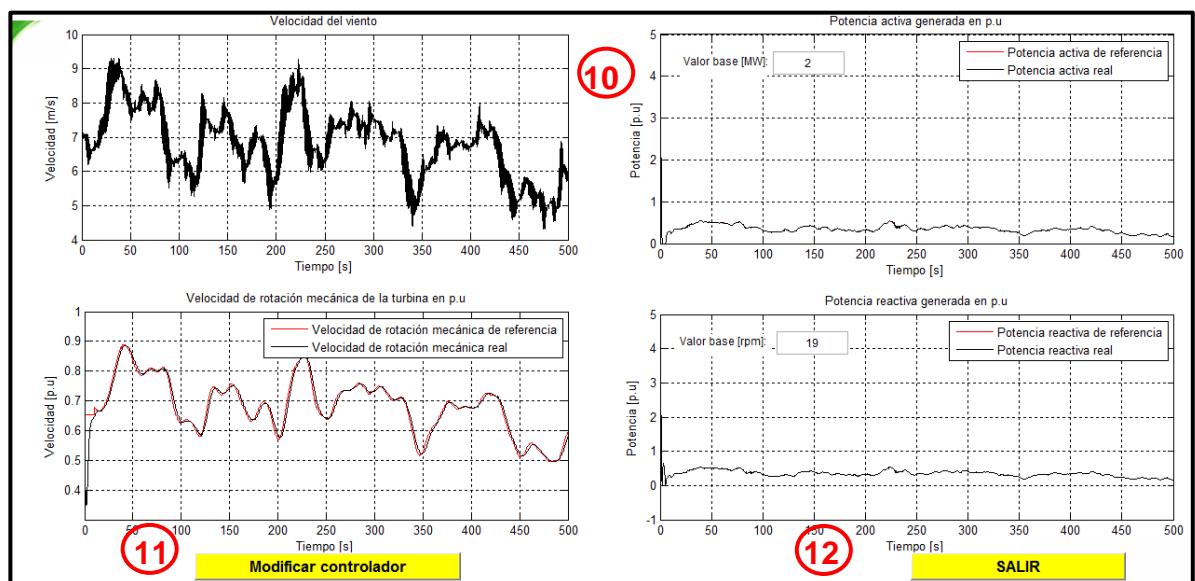 Velocidad del viento
10
9
8
7
6
5
4
Velocidad [m/s]
0 50 100 150 200 250 300 350 400 450 500
Tiempo [s]
10
Potencia activa generada en p.u
Valor base [MW]: 2
Potencia activa de referencia
Potencia activa real
5
4
3
2
1
0
Potencia [p.u]
0 50 100 150 200 250 300 350 400 450 500
Tiempo [s]
Velocidad de rotación mecánica de la turbina en p.u
Velocidad de rotación mecánica de referencia
Velocidad de rotación mecánica real
1
0.9
0.8
0.7
0.6
0.5
0.4
Velocidad [p.u]
0 50 100 150 200 250 300 350 400 450 500
Tiempo [s]
11
Modificar controlador
Potencia reactiva generada en p.u
Valor base [rpm]: 19
Potencia reactiva de referencia
Potencia reactiva real
5
4
3
2
1
0
-1
Potencia [p.u]
0 50 100 150 200 250 300 350 400 450 500
Tiempo [s]
12
SALIR